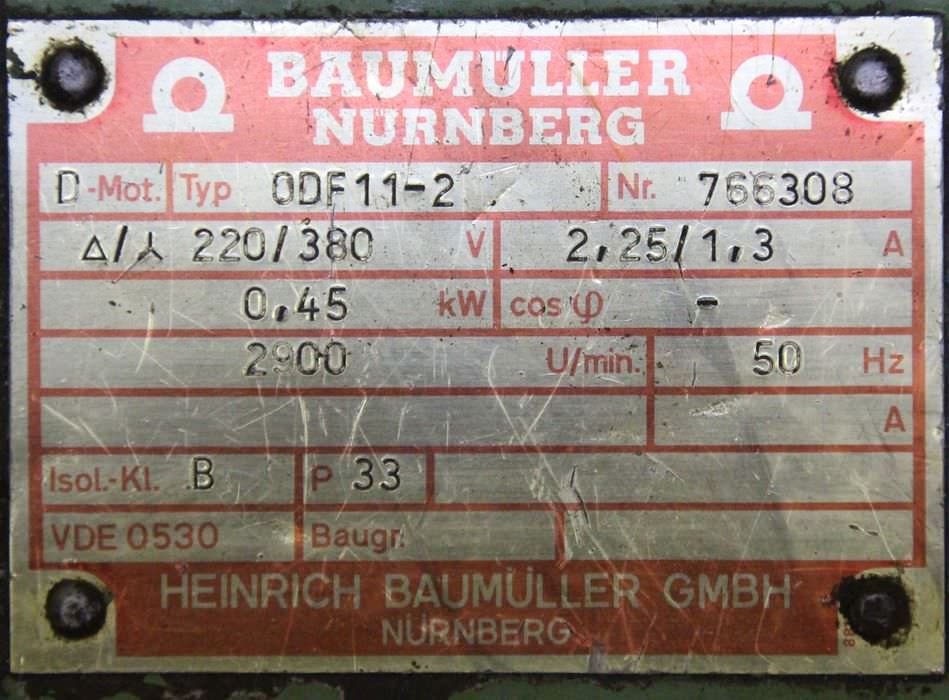 BAUMÜLLER
NÜRNBERG
D-Mot. Typ ODF11-2 Nr. 766308
△/⅄ 220/380 V 2,25/1,3 A
0,45 kW cos φ -
2900 U/min. 50 Hz
A
Isol.-Kl. B P 33
VDE 0530 Baugr.
HEINRICH BAUMÜLLER GMBH
NÜRNBERG